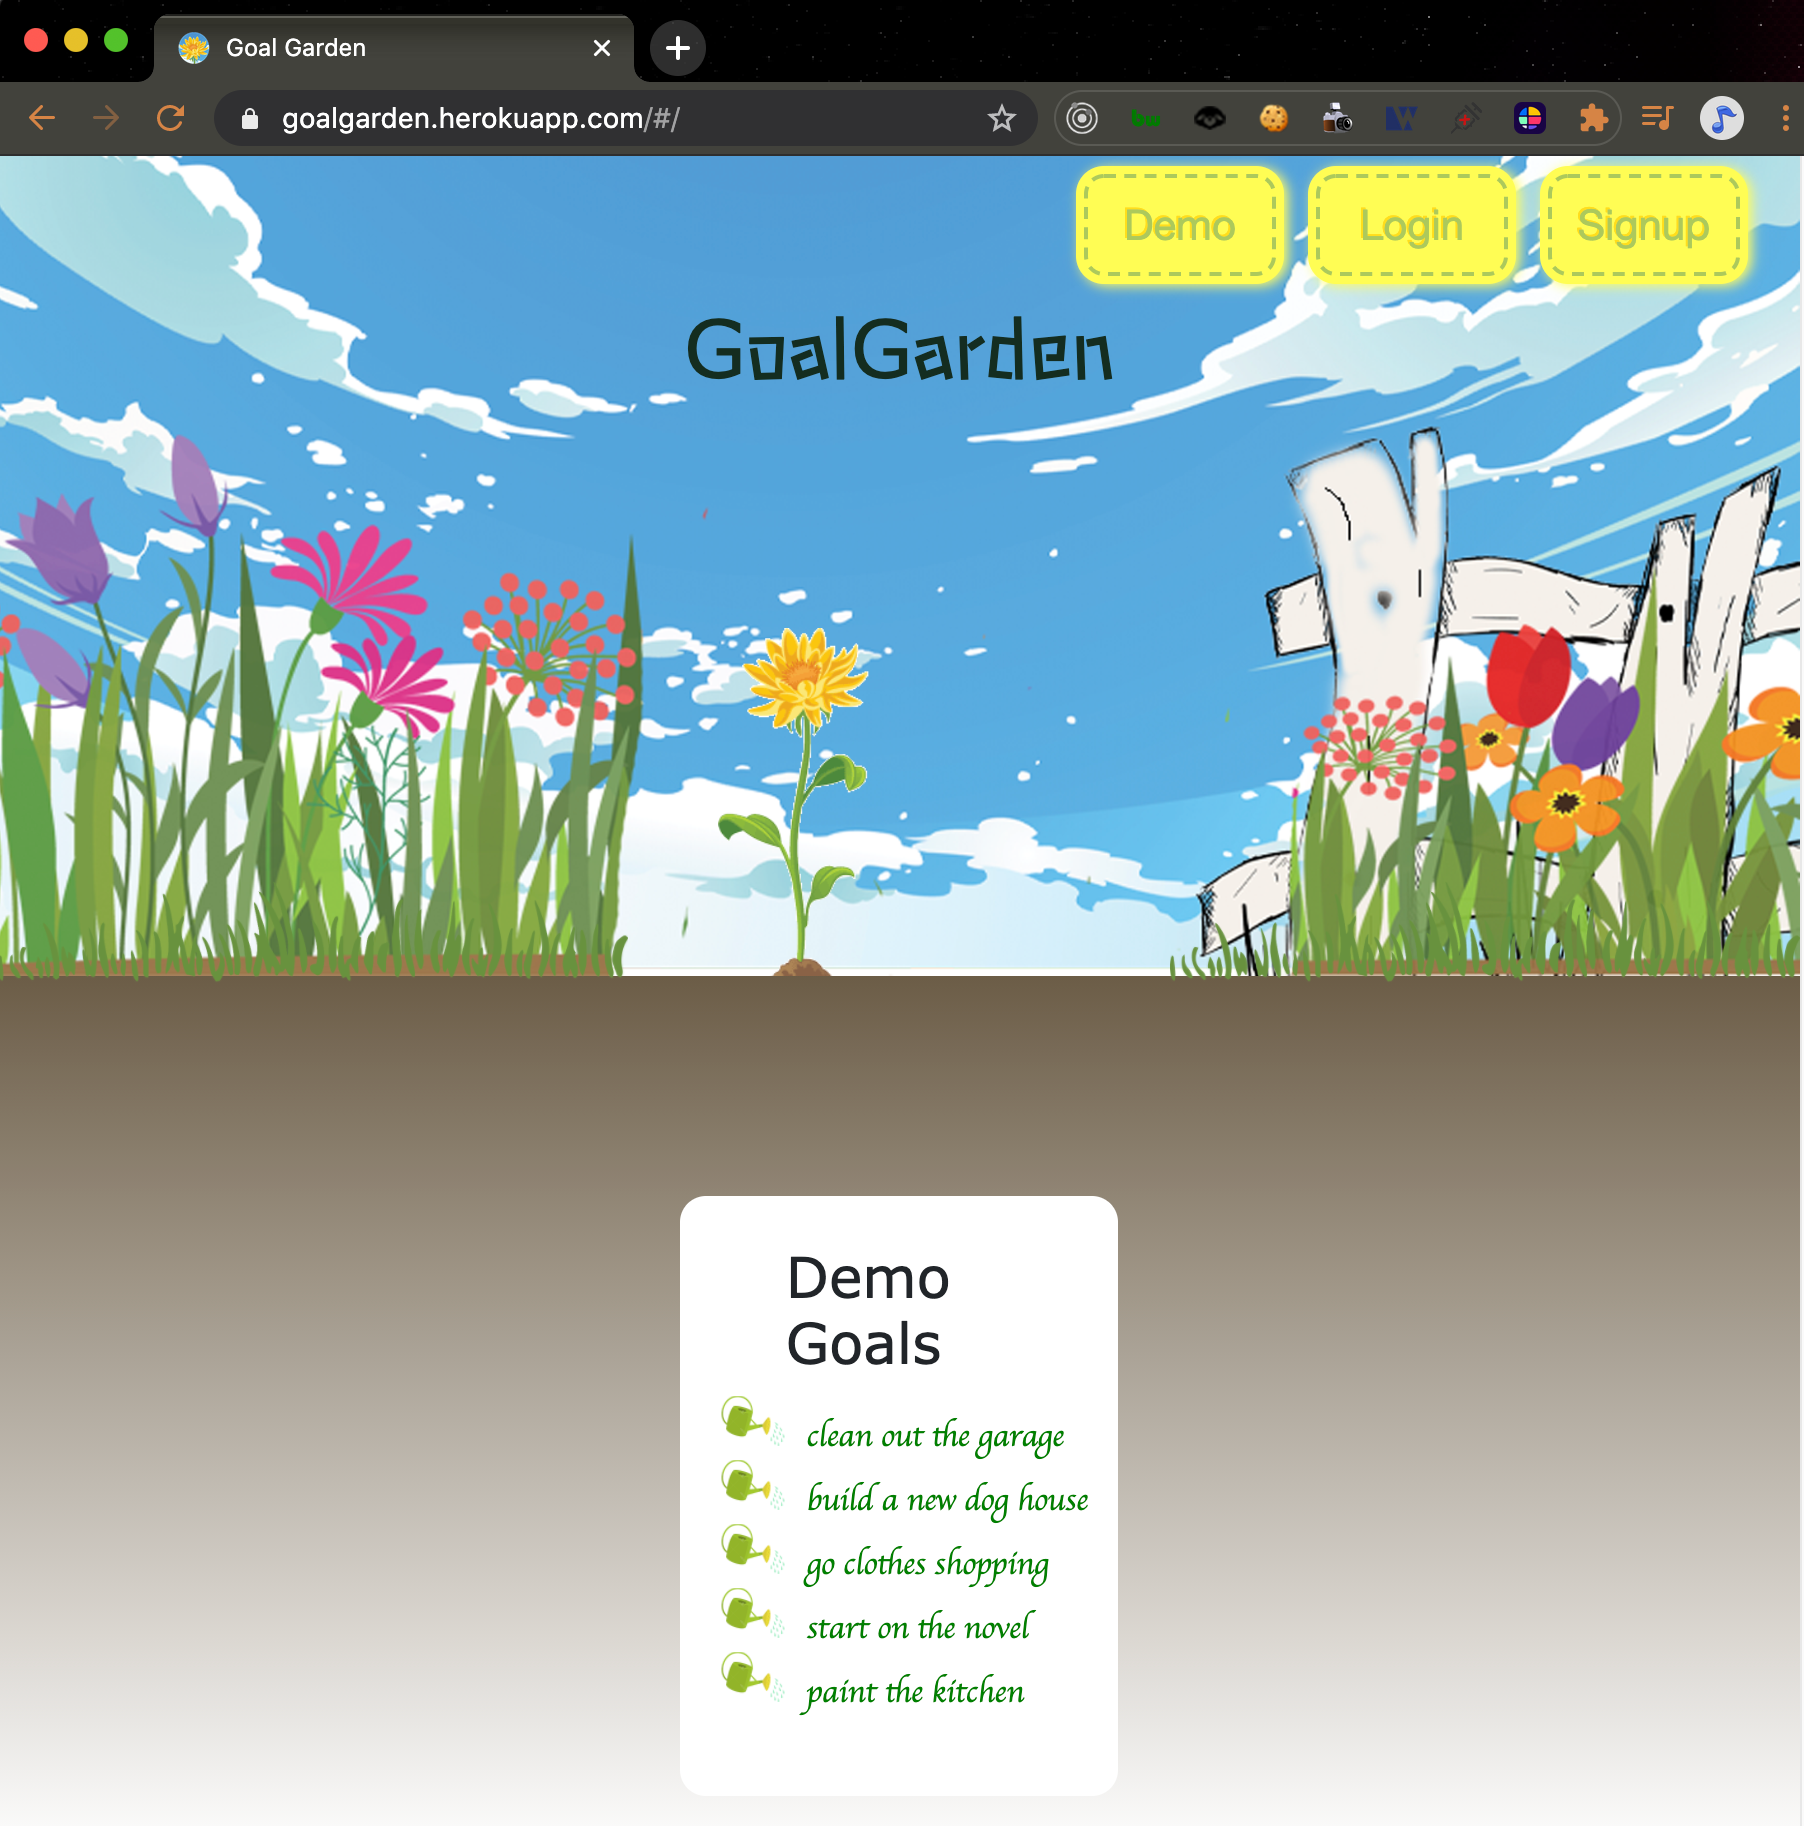 Goal Garden
goalgarden.herokuapp.com/#/
Demo Login Signup
GoalGarden
Demo
Goals
clean out the garage
build a new dog house
go clothes shopping
start on the novel
paint the kitchen